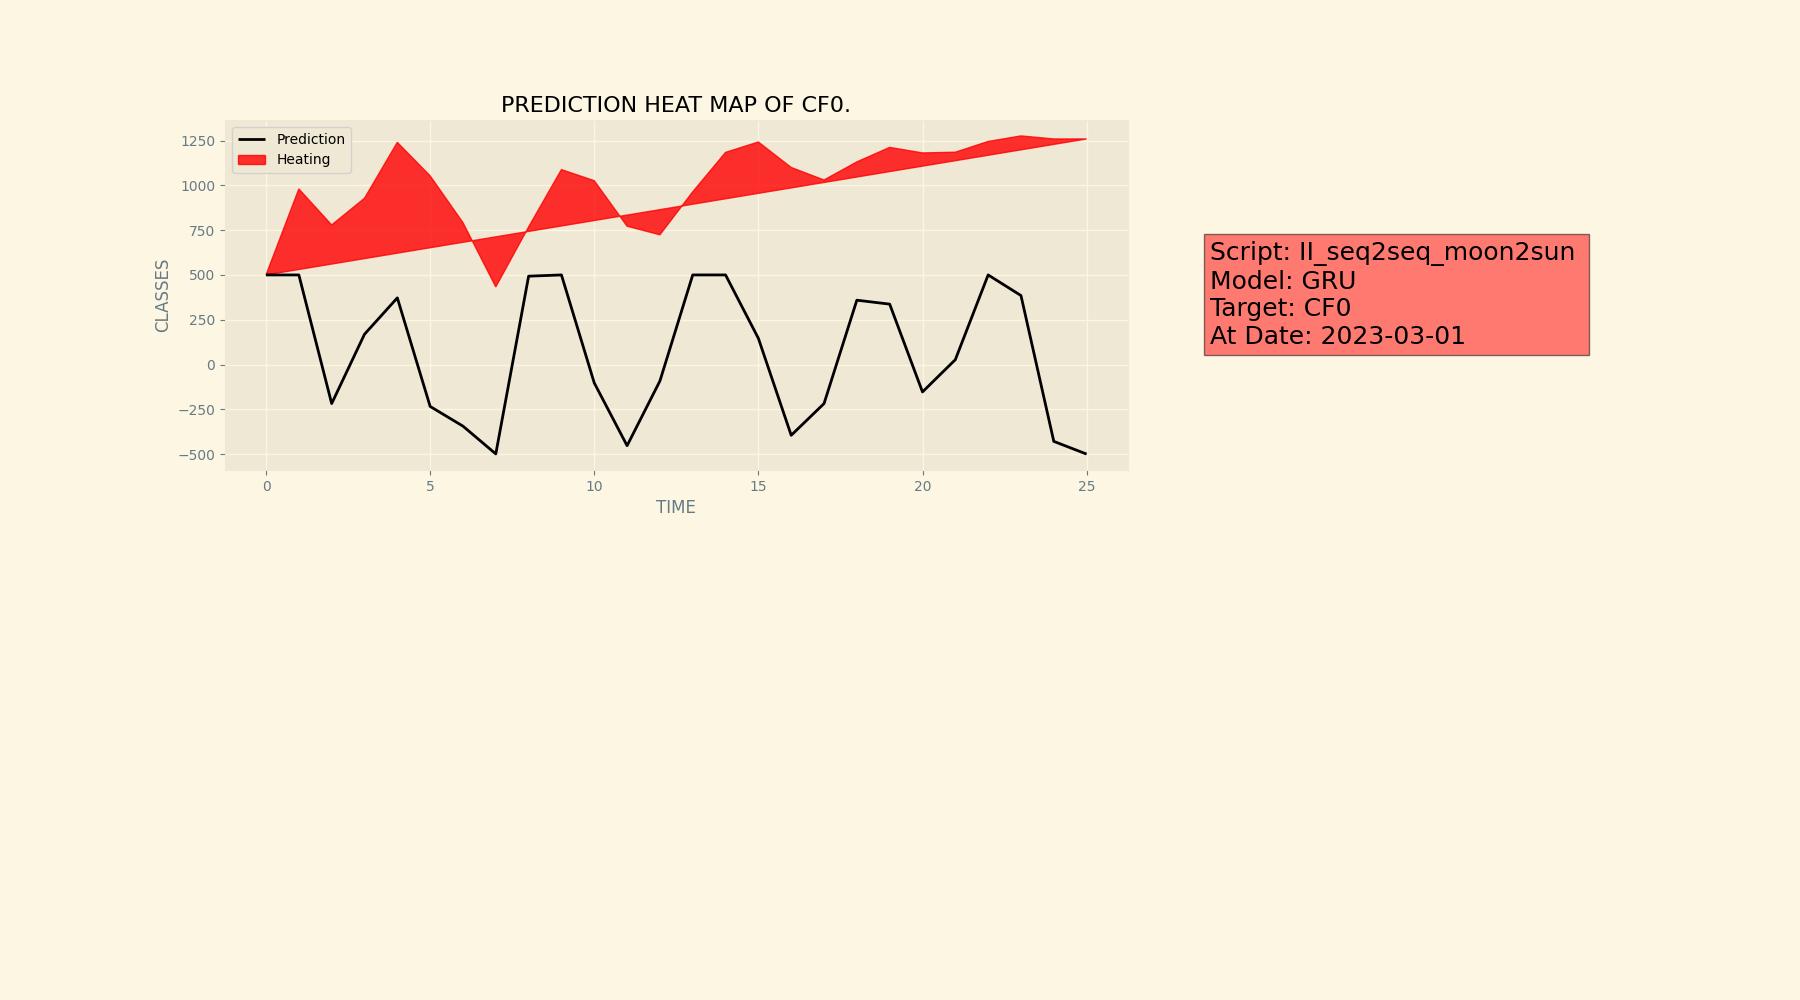 PREDICTION HEAT MAP OF CF0.
Prediction
Heating
1250
1000
750
500
250
0
−250
−500
CLASSES
0 5 10 15 20 25
TIME
Script: II_seq2seq_moon2sun
Model: GRU
Target: CF0
At Date: 2023-03-01